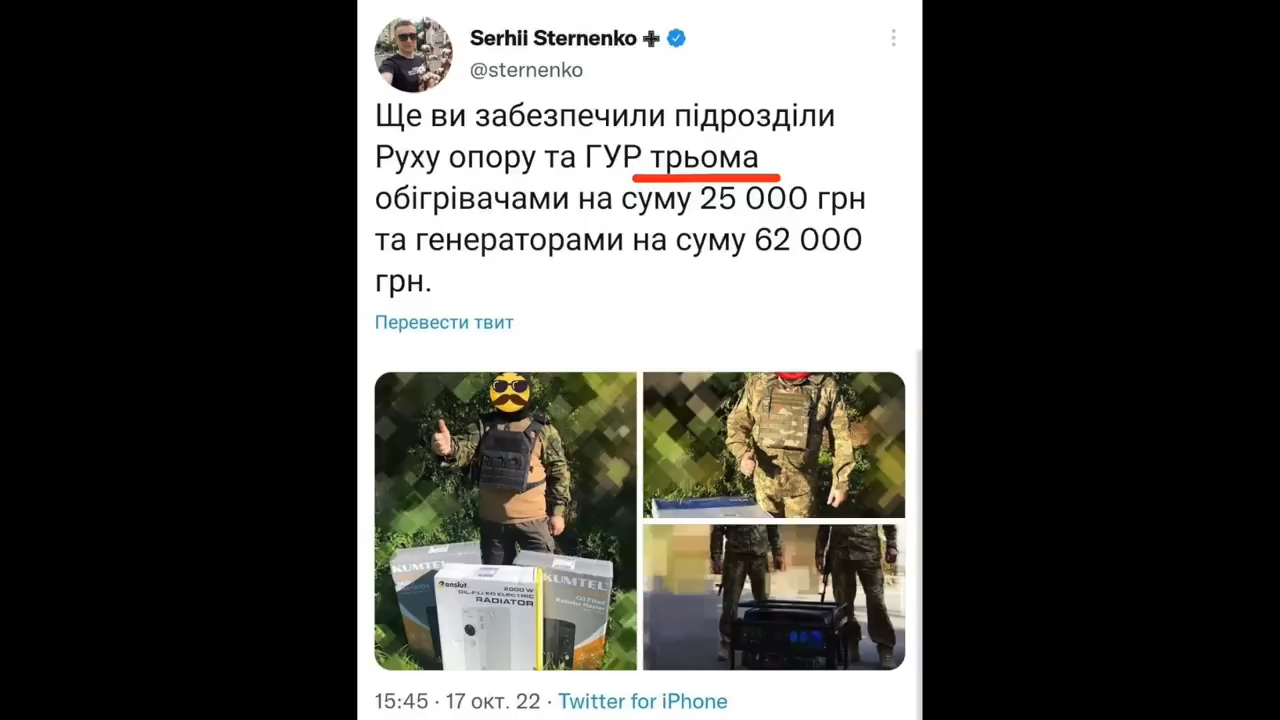 Serhii Sternenko
@sternenko
Ще ви забезпечили підрозділи
Руху опору та ГУР трьома
обігрівачами на суму 25 000 грн
та генераторами на суму 62 000
грн.
Перевести твит
KUMTEL
onslut
2000 W
OIL-FILLED ELECTRIC
RADIATOR
KUMTEL
Oil Filled
Radiator Heater
15:45 · 17 окт. 22 · Twitter for iPhone